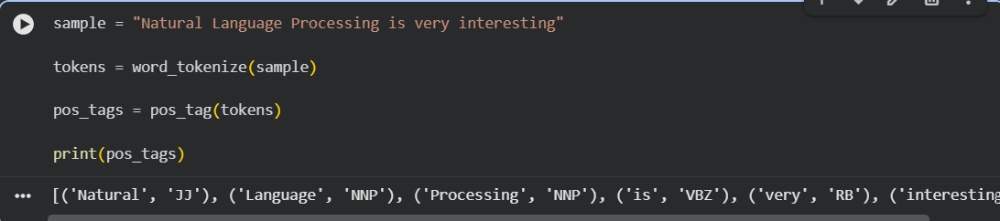 sample = "Natural Language Processing is very interesting"
tokens = word_tokenize(sample)
pos_tags = pos_tag(tokens)
print(pos_tags)
[('Natural', 'JJ'), ('Language', 'NNP'), ('Processing', 'NNP'), ('is', 'VBZ'), ('very', 'RB'), ('interesting